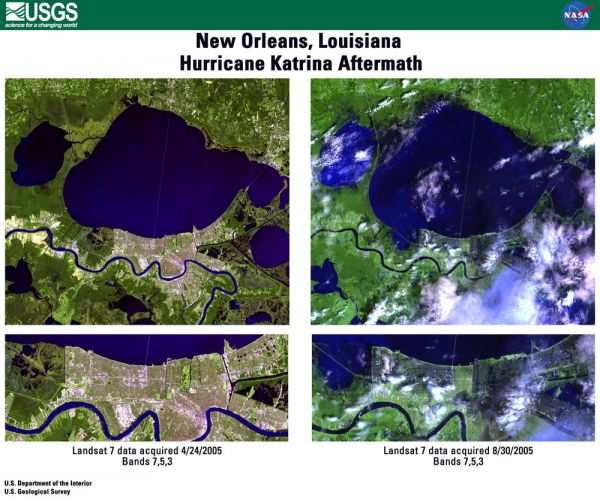 USGS
science for a changing world
NASA
New Orleans, Louisiana
Hurricane Katrina Aftermath
Landsat 7 data acquired 4/24/2005
Bands 7,5,3
Landsat 7 data acquired 8/30/2005
Bands 7,5,3
U.S. Department of the Interior
U.S. Geological Survey